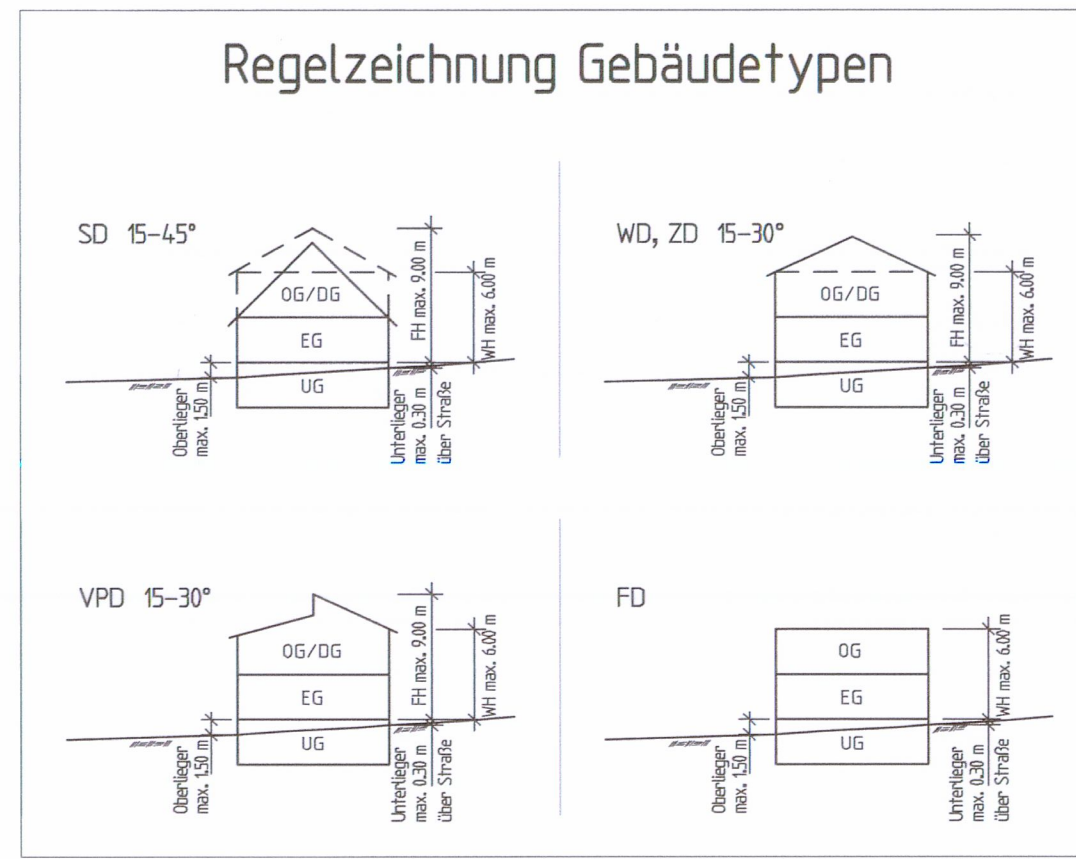 Regelzeichnung Gebäudetypen
SD 15-45°
OG/DG
EG
UG
FH max. 9.00 m
WH max. 6.00 m
Oberlieger
max. 1.50 m
Unterlieger
max. 0.30 m
über Straße
WD, ZD 15-30°
OG/DG
EG
UG
FH max. 9.00 m
WH max. 6.00 m
Oberlieger
max. 1.50 m
Unterlieger
max. 0.30 m
über Straße
VPD 15-30°
OG/DG
EG
UG
FH max. 9.00 m
WH max. 6.00 m
Oberlieger
max. 1.50 m
Unterlieger
max. 0.30 m
über Straße
FD
OG
EG
UG
WH max. 6.00 m
Oberlieger
max. 1.50 m
Unterlieger
max. 0.30 m
über Straße